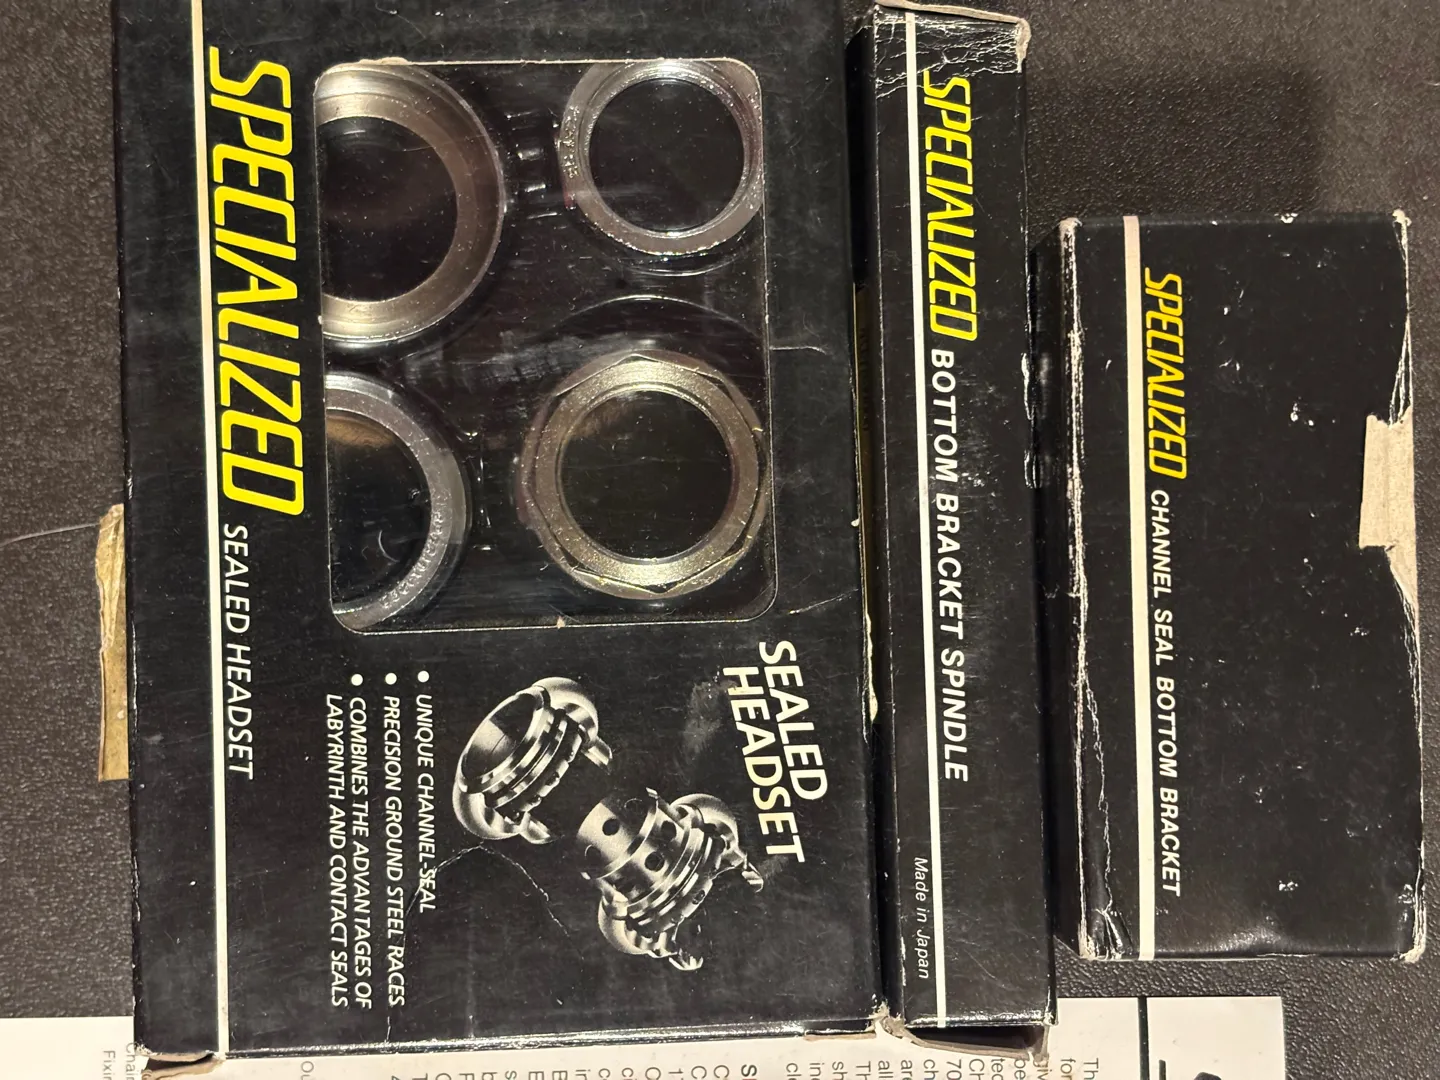 SPECIALIZED SEALED HEADSET
SEALED
HEADSET
• UNIQUE CHANNEL-SEAL
• PRECISION GROUND STEEL RACES
• COMBINES THE ADVANTAGES OF
LABYRINTH AND CONTACT SEALS
SPECIALIZED BOTTOM BRACKET SPINDLE
Made in Japan
SPECIALIZED CHANNEL SEAL BOTTOM BRACKET